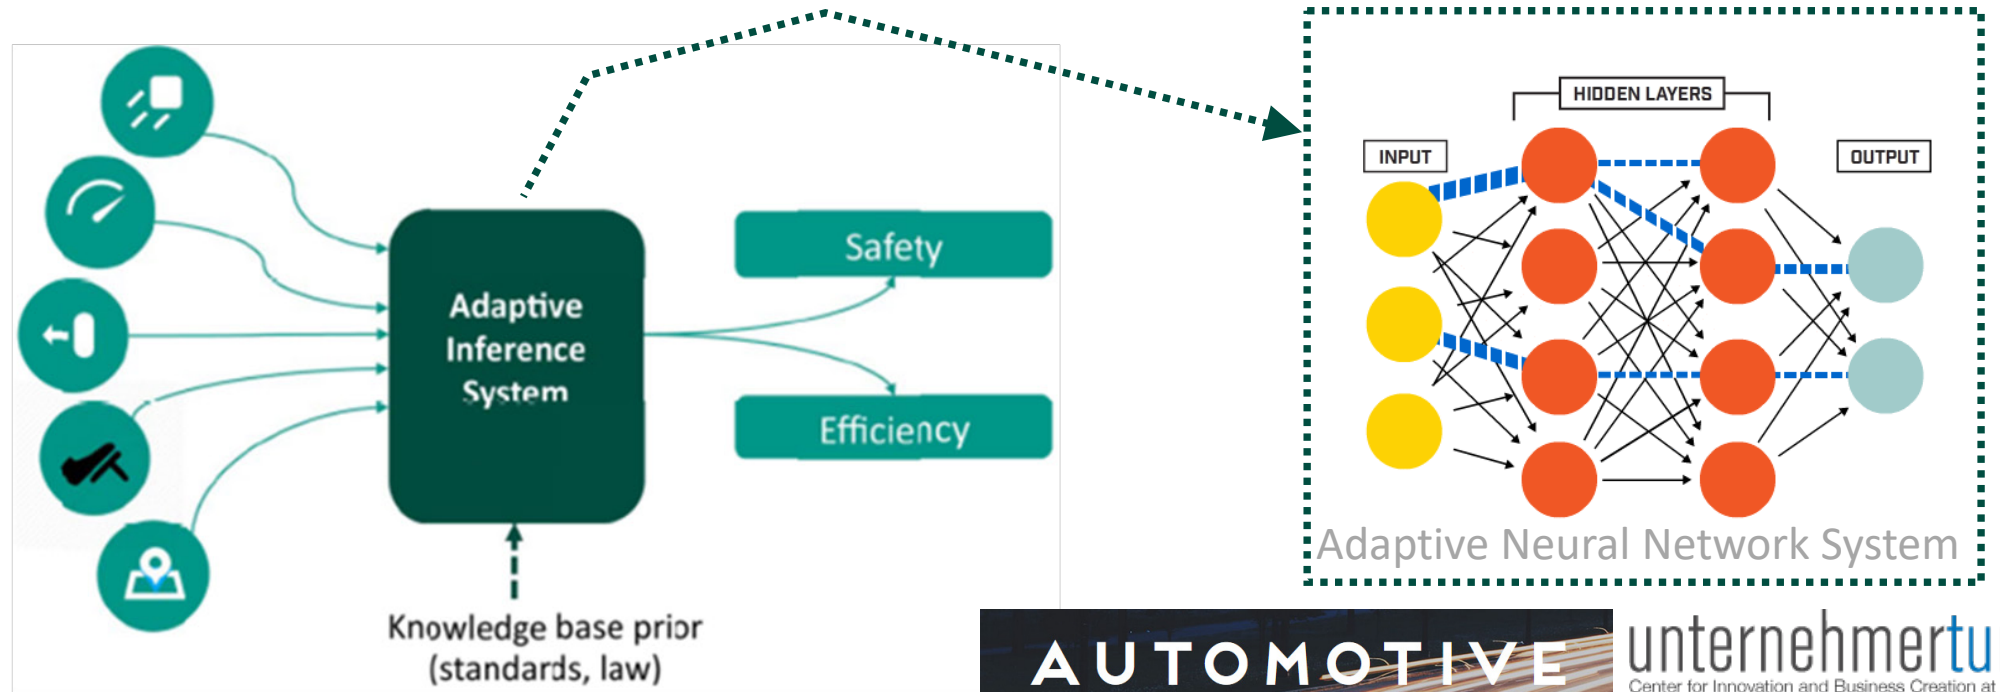 HIDDEN LAYERS
INPUT
OUTPUT
Adaptive
Inference
System
Safety
Efficiency
Adaptive Neural Network System
Knowledge base prior
(standards, law)
AUTOMOTIVE
unternehmertu
Center for Innovation and Business Creation at